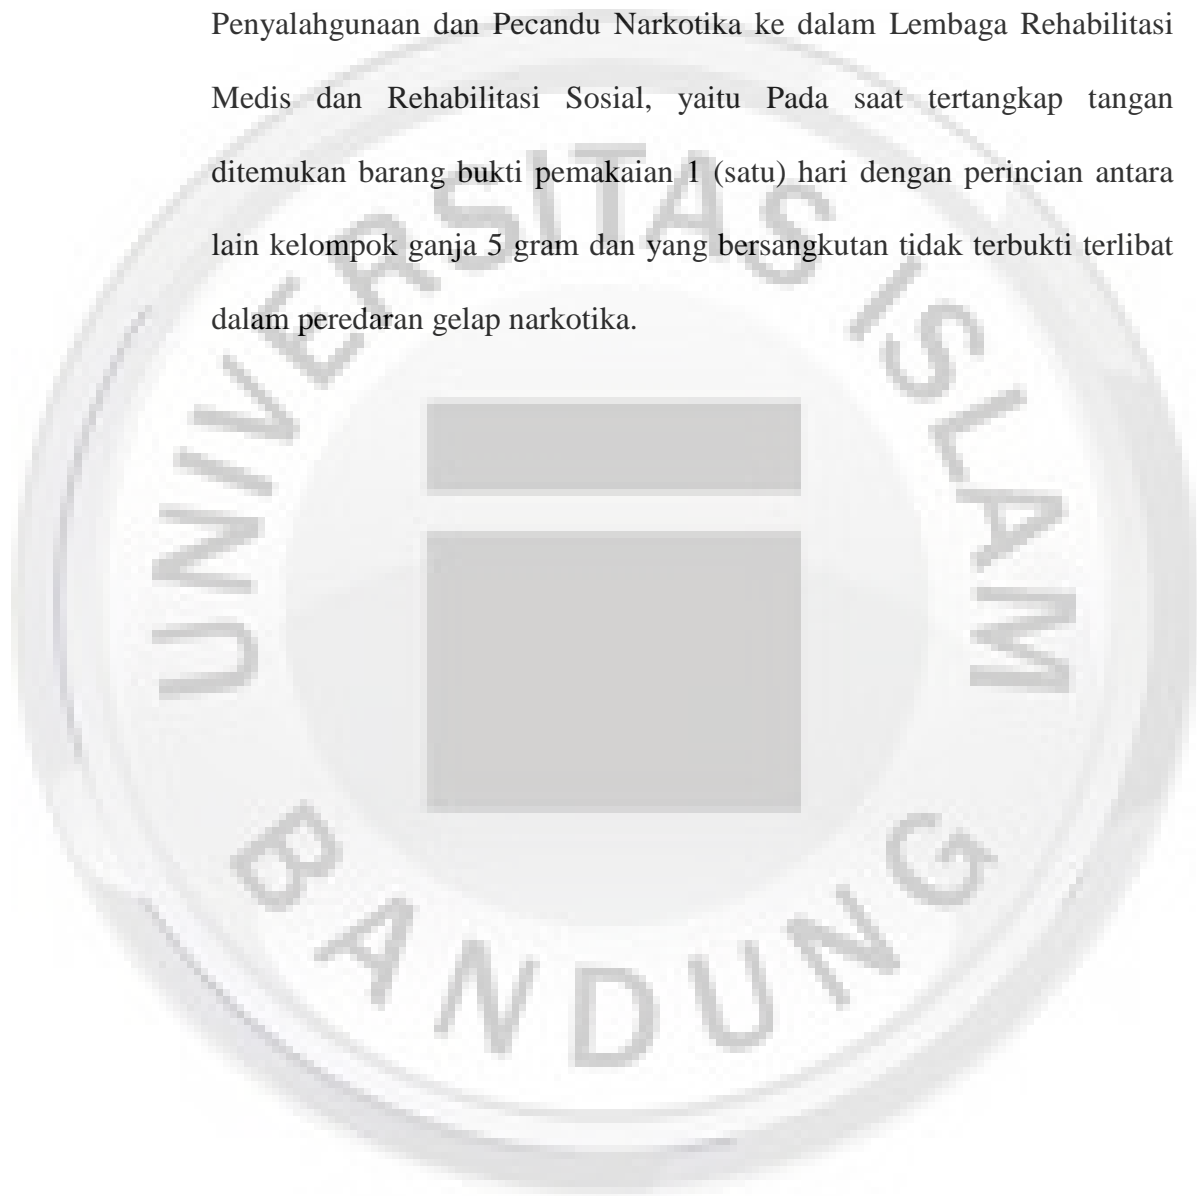 Penyalahgunaan dan Pecandu Narkotika ke dalam Lembaga Rehabilitasi
Medis dan Rehabilitasi Sosial, yaitu Pada saat tertangkap tangan
ditemukan barang bukti pemakaian 1 (satu) hari dengan perincian antara
lain kelompok ganja 5 gram dan yang bersangkutan tidak terbukti terlibat
dalam peredaran gelap narkotika.
UNIVERSITAS ISLAM
BANDUNG